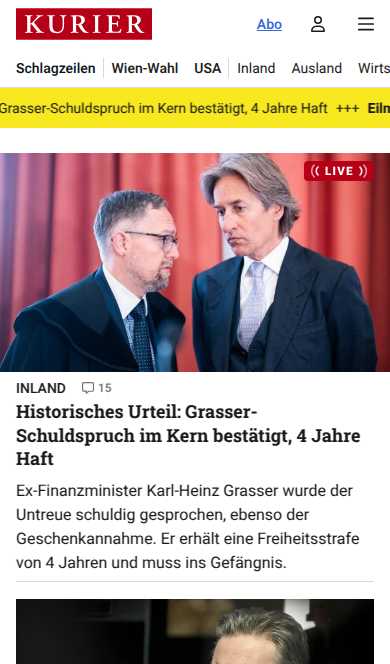 KURIER
Abo
Schlagzeilen Wien-Wahl USA Inland Ausland Wirts
Grasser-Schuldspruch im Kern bestätigt, 4 Jahre Haft +++ Eilm
LIVE
INLAND 15
Historisches Urteil: Grasser-
Schuldspruch im Kern bestätigt, 4 Jahre
Haft
Ex-Finanzminister Karl-Heinz Grasser wurde der
Untreue schuldig gesprochen, ebenso der
Geschenkannahme. Er erhält eine Freiheitsstrafe
von 4 Jahren und muss ins Gefängnis.